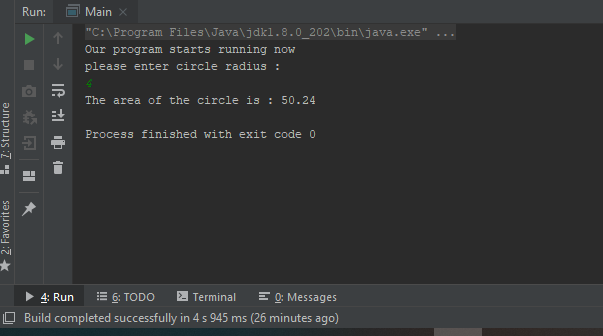 Run: Main ×
"C:\Program Files\Java\jdk1.8.0_202\bin\java.exe" ...
Our program starts running now
please enter circle radius :
4
The area of the circle is : 50.24
Process finished with exit code 0
7: Structure
2: Favorites
4: Run 6: TODO Terminal 0: Messages
Build completed successfully in 4 s 945 ms (26 minutes ago)